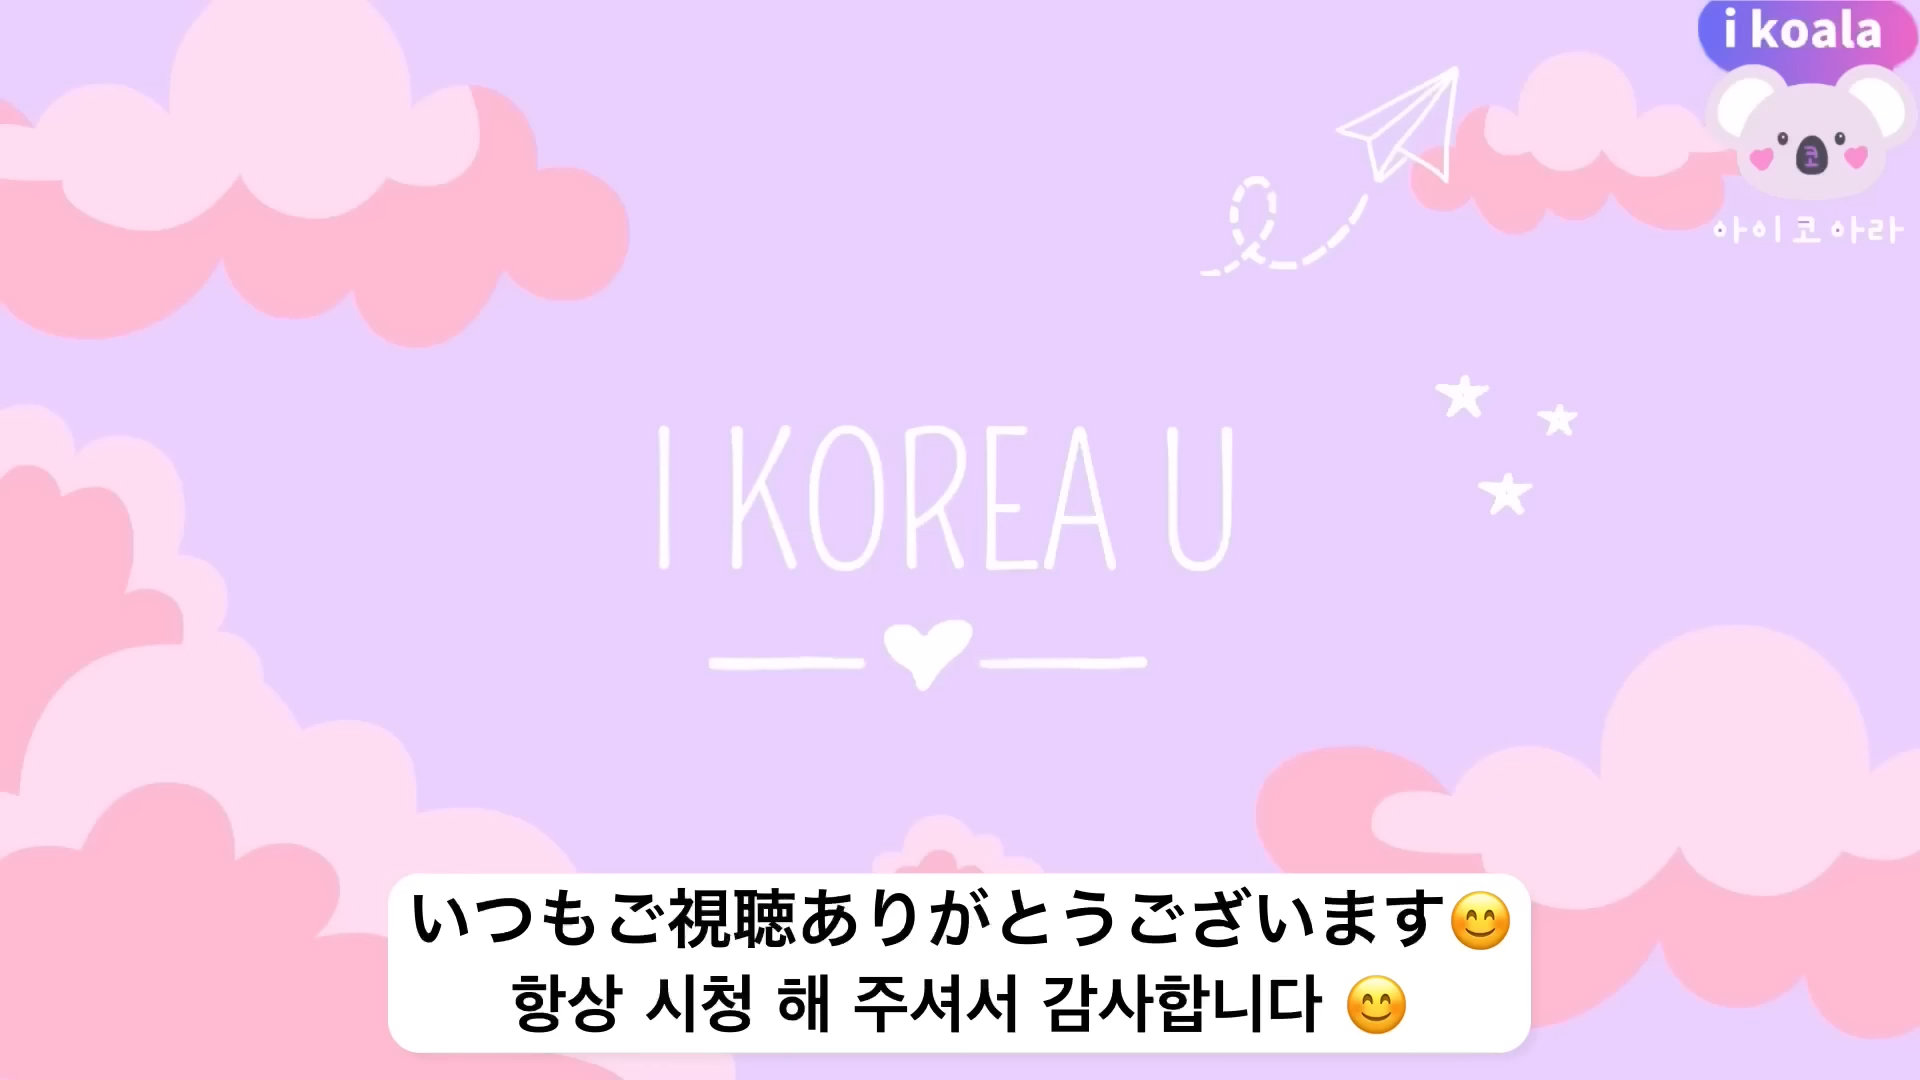 i koala
코
아이코아라
I KOREA U
いつもご視聴ありがとうございます😊
항상 시청 해 주셔서 감사합니다 😊